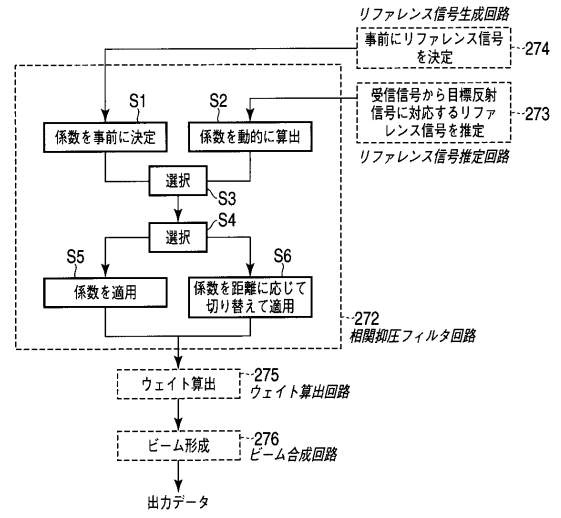 リファレンス信号生成回路
事前にリファレンス信号
を決定
274
受信信号から目標反射
信号に対応するリファ
レンス信号を推定
273
リファレンス信号推定回路
S1
係数を事前に決定
S2
係数を動的に算出
選択
S3
選択
S4
S5
係数を適用
S6
係数を距離に応じて
切り替えて適用
272
相関抑圧フィルタ回路
ウェイト算出
275
ウェイト算出回路
ビーム形成
276
ビーム合成回路
出力データ